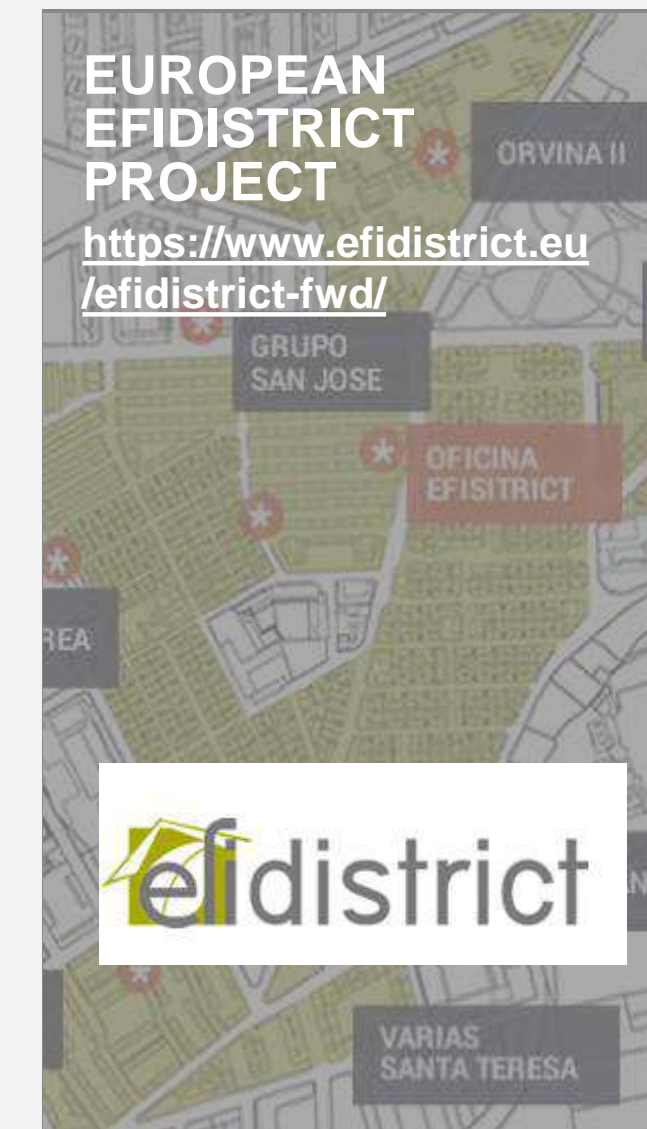 EUROPEAN
EFIDISTRICT
PROJECT
https://www.efidistrict.eu
/efidistrict-fwd/
ORVINA II
GRUPO
SAN JOSE
OFICINA
EFISITRICT
efidistrict
VARIAS
SANTA TERESA